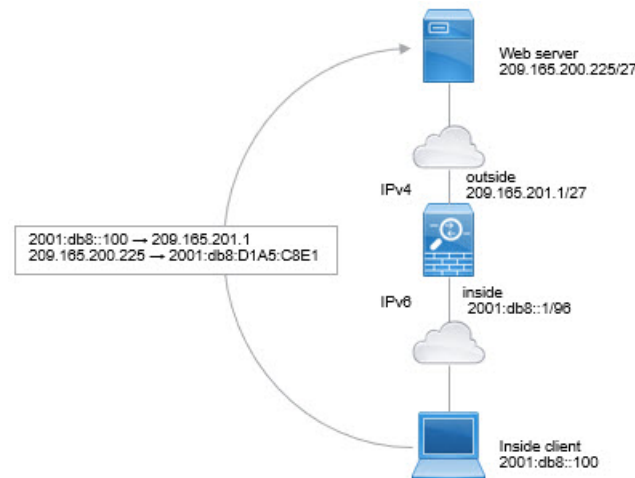 Web server
209.165.200.225/27
outside
209.165.201.1/27
IPv4
2001:db8::100 → 209.165.201.1
209.165.200.225 → 2001:db8:D1A5:C8E1
IPv6
inside
2001:db8::1/96
Inside client
2001:db8::100